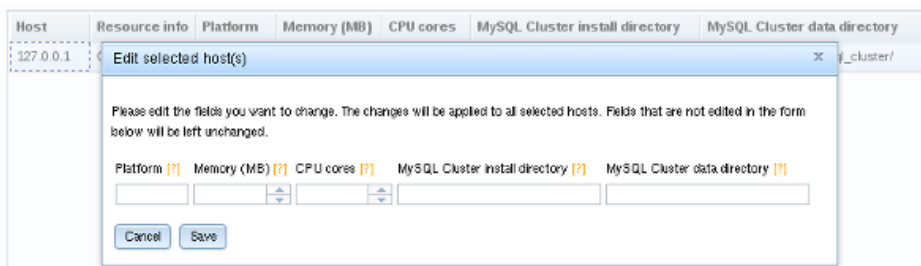 Host Resource info Platform Memory (MB) CPU cores MySQL Cluster install directory MySQL Cluster data directory
127.0.0.1
Edit selected host(s) x
Please edit the fields you want to change. The changes will be applied to all selected hosts. Fields that are not edited in the form
below will be left unchanged.
Platform [?] Memory (MB) [?] CPU cores [?] MySQL Cluster install directory [?] MySQL Cluster data directory [?]
Cancel Save